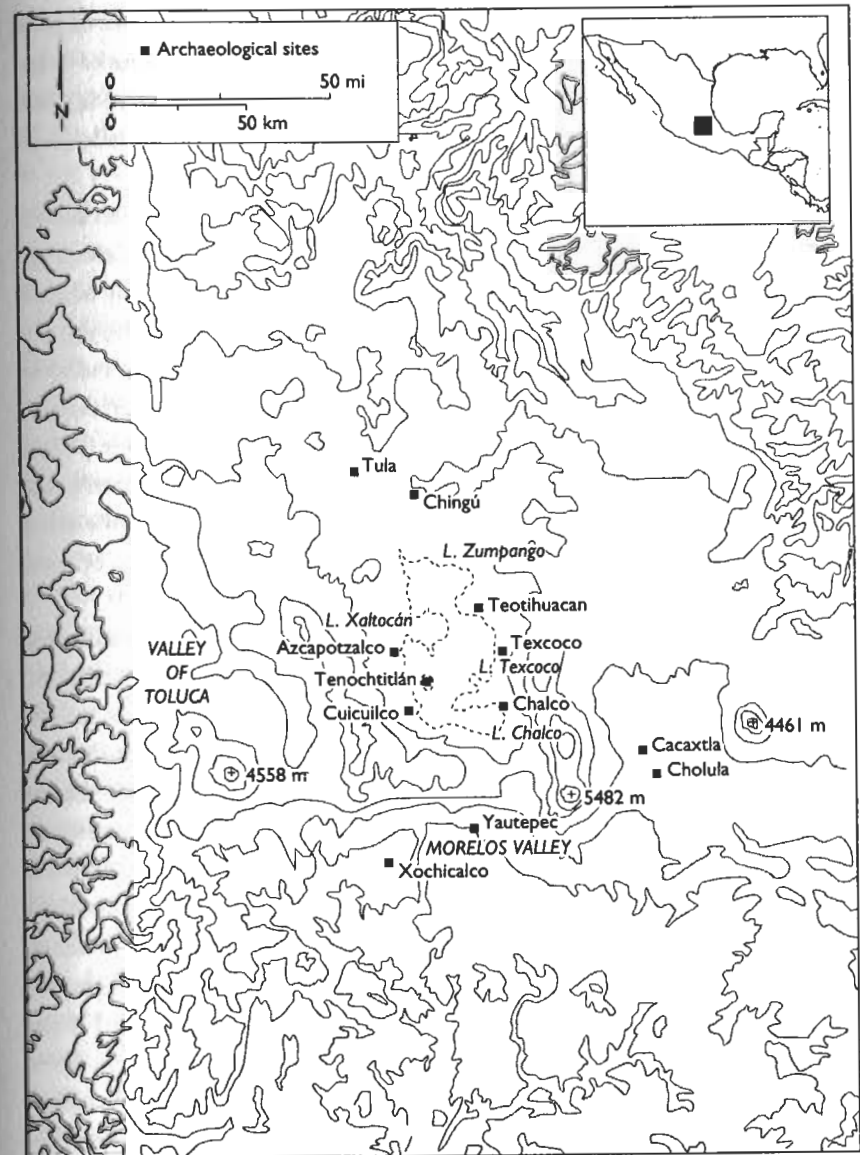 ■ Archaeological sites
0 50 mi
N
0 50 km
Tula
Chingú
L. Zumpango
Teotihuacan
L. Xaltocán
VALLEY
OF
TOLUCA
Azcapotzalco
Texcoco
L. Texcoco
Tenochtitlán
Cuicuilco
Chalco
L. Chalco
4461 m
Cacaxtla
Cholula
4558 m
5482 m
Yautepec
MORELOS VALLEY
Xochicalco